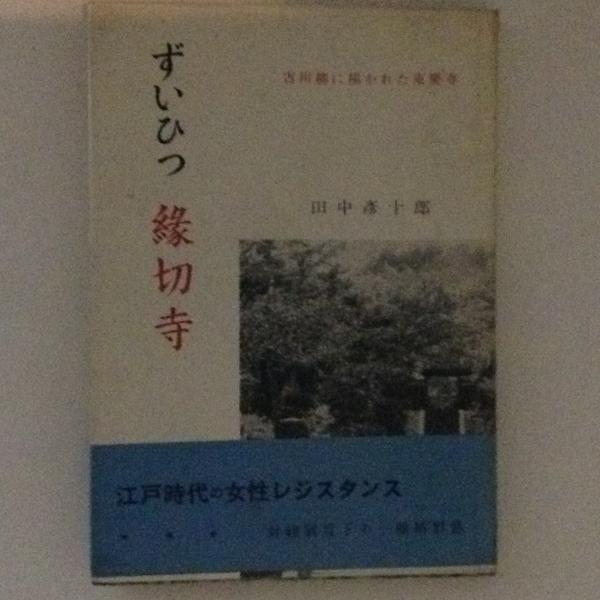 ずいひつ 縁切寺
古川柳に描かれた東慶寺
田中彦十郎
江戸時代の女性レジスタンス